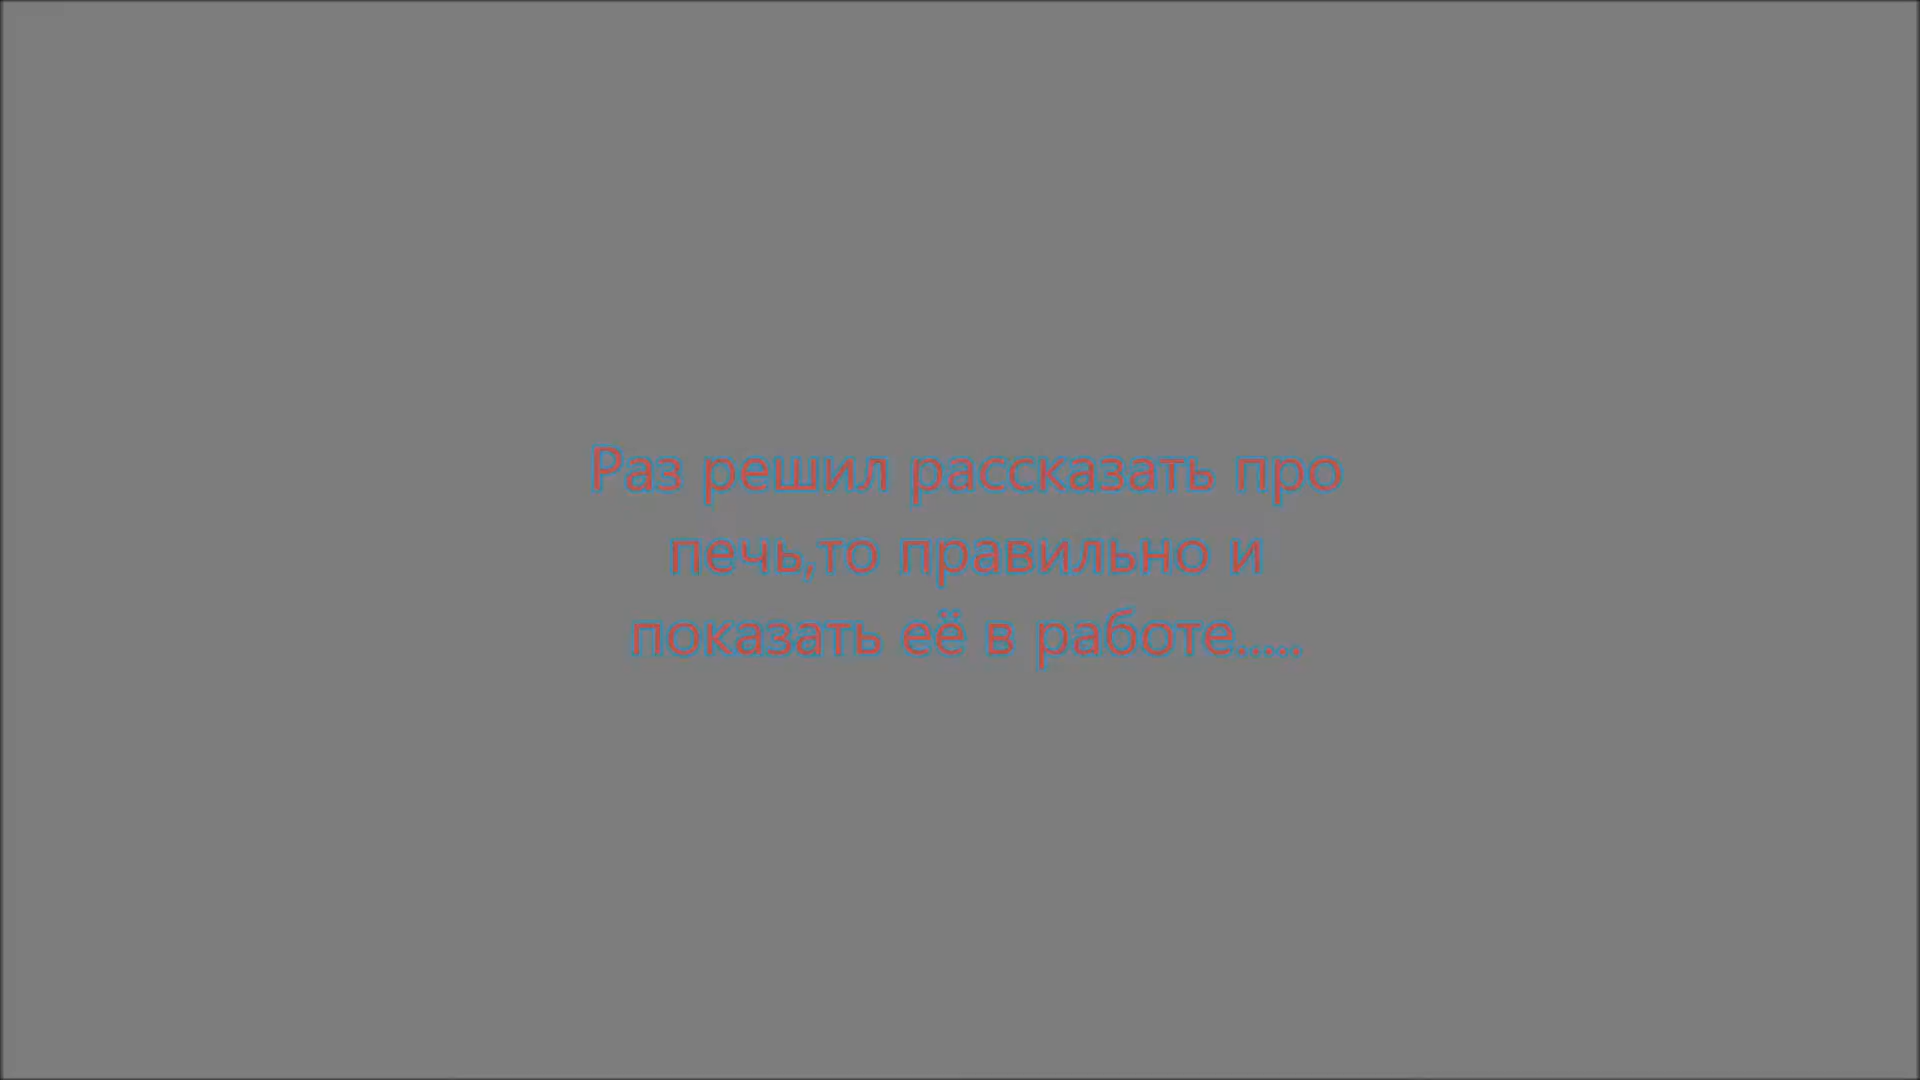 Раз решил рассказать про
печь,то правильно и
показать её в работе.....